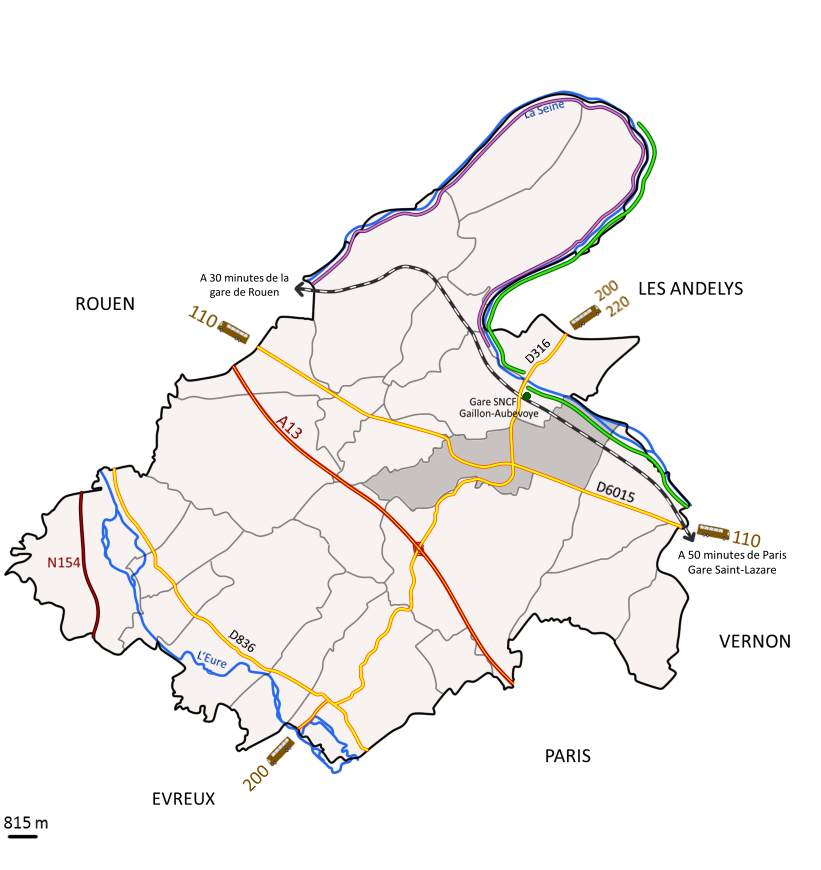 La Seine
A 30 minutes de la
gare de Rouen
ROUEN
110
200
220
LES ANDELYS
D316
Gare SNCF
Gaillon-Aubevoye
A13
D6015
110
A 50 minutes de Paris
Gare Saint-Lazare
N154
D836
L'Eure
VERNON
PARIS
200
EVREUX
815 m